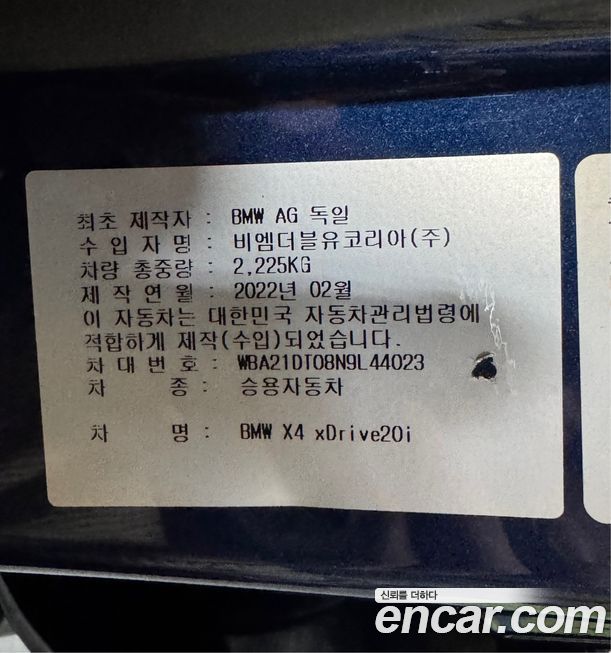 최초 제작자 : BMW AG 독일
수 입 자 명 : 비엠더블유코리아(주)
차량 총중량 : 2,225KG
제 작 연 월 : 2022년 02월
이 자동차는 대한민국 자동차관리법령에
적합하게 제작(수입)되었습니다.
차 대 번 호 : WBA21DT08N9L44023
차 종 : 승용자동차
차 명 : BMW X4 xDrive20i
신뢰를 더하다
encar.com